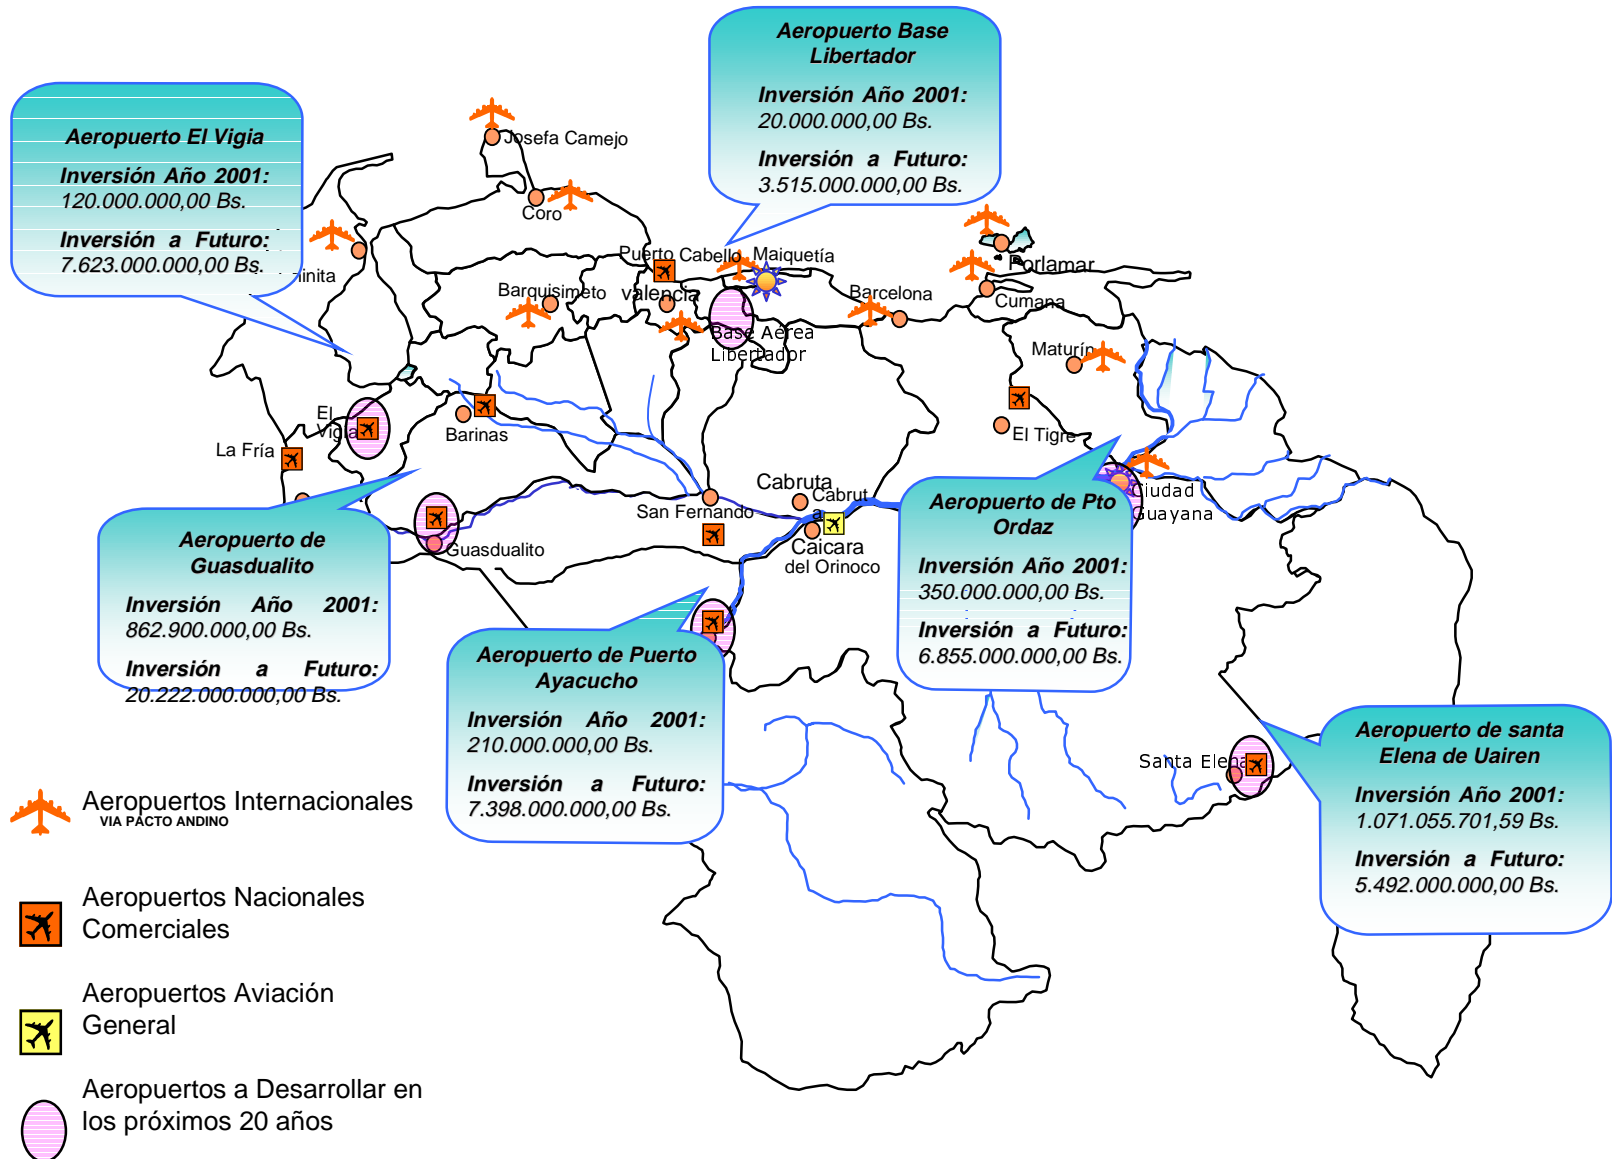 Aeropuerto Base
Libertador
Inversión Año 2001:
20.000.000,00 Bs.
Inversión a Futuro:
3.515.000.000,00 Bs.
Aeropuerto El Vigia
Inversión Año 2001:
120.000.000,00 Bs.
Inversión a Futuro:
7.623.000.000,00 Bs.
Josefa Camejo
Coro
Puerto Cabello
Maiquetía
Porlamar
Barquisimeto
valencia
Barcelona
Cumana
Base Aérea
Libertador
Maturín
El
Vigia
Barinas
El Tigre
La Fría
Cabruta
Cabrut
a
San Fernando
Ciudad
Guayana
Guasdualito
Caicara
del Orinoco
Aeropuerto de
Guasdualito
Inversión Año 2001:
862.900.000,00 Bs.
Inversión a Futuro:
20.222.000.000,00 Bs.
Aeropuerto de Pto
Ordaz
Inversión Año 2001:
350.000.000,00 Bs.
Inversión a Futuro:
6.855.000.000,00 Bs.
Aeropuerto de Puerto
Ayacucho
Inversión Año 2001:
210.000.000,00 Bs.
Inversión a Futuro:
7.398.000.000,00 Bs.
Santa Elena
Aeropuerto de santa
Elena de Uairen
Inversión Año 2001:
1.071.055.701,59 Bs.
Inversión a Futuro:
5.492.000.000,00 Bs.
Aeropuertos Internacionales
VIA PACTO ANDINO
Aeropuertos Nacionales
Comerciales
Aeropuertos Aviación
General
Aeropuertos a Desarrollar en
los próximos 20 años